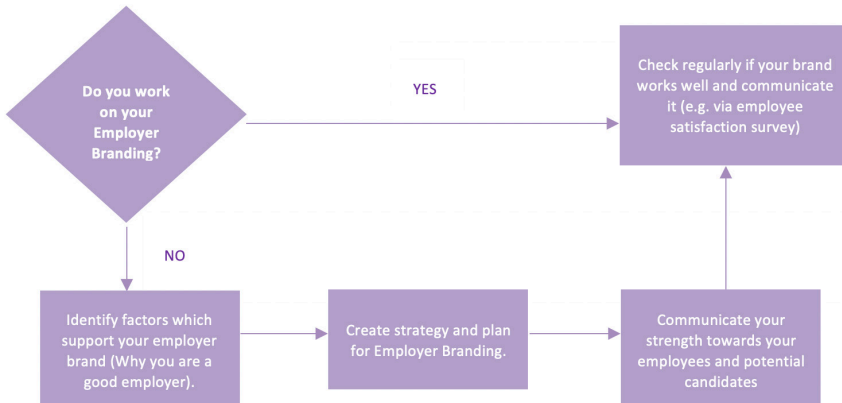 Do you work
on your
Employer
Branding?
YES
Check regularly if your brand
works well and communicate
it (e.g. via employee
satisfaction survey)
NO
Identify factors which
support your employer
brand (Why you are a
good employer).
Create strategy and plan
for Employer Branding.
Communicate your
strength towards your
employees and potential
candidates